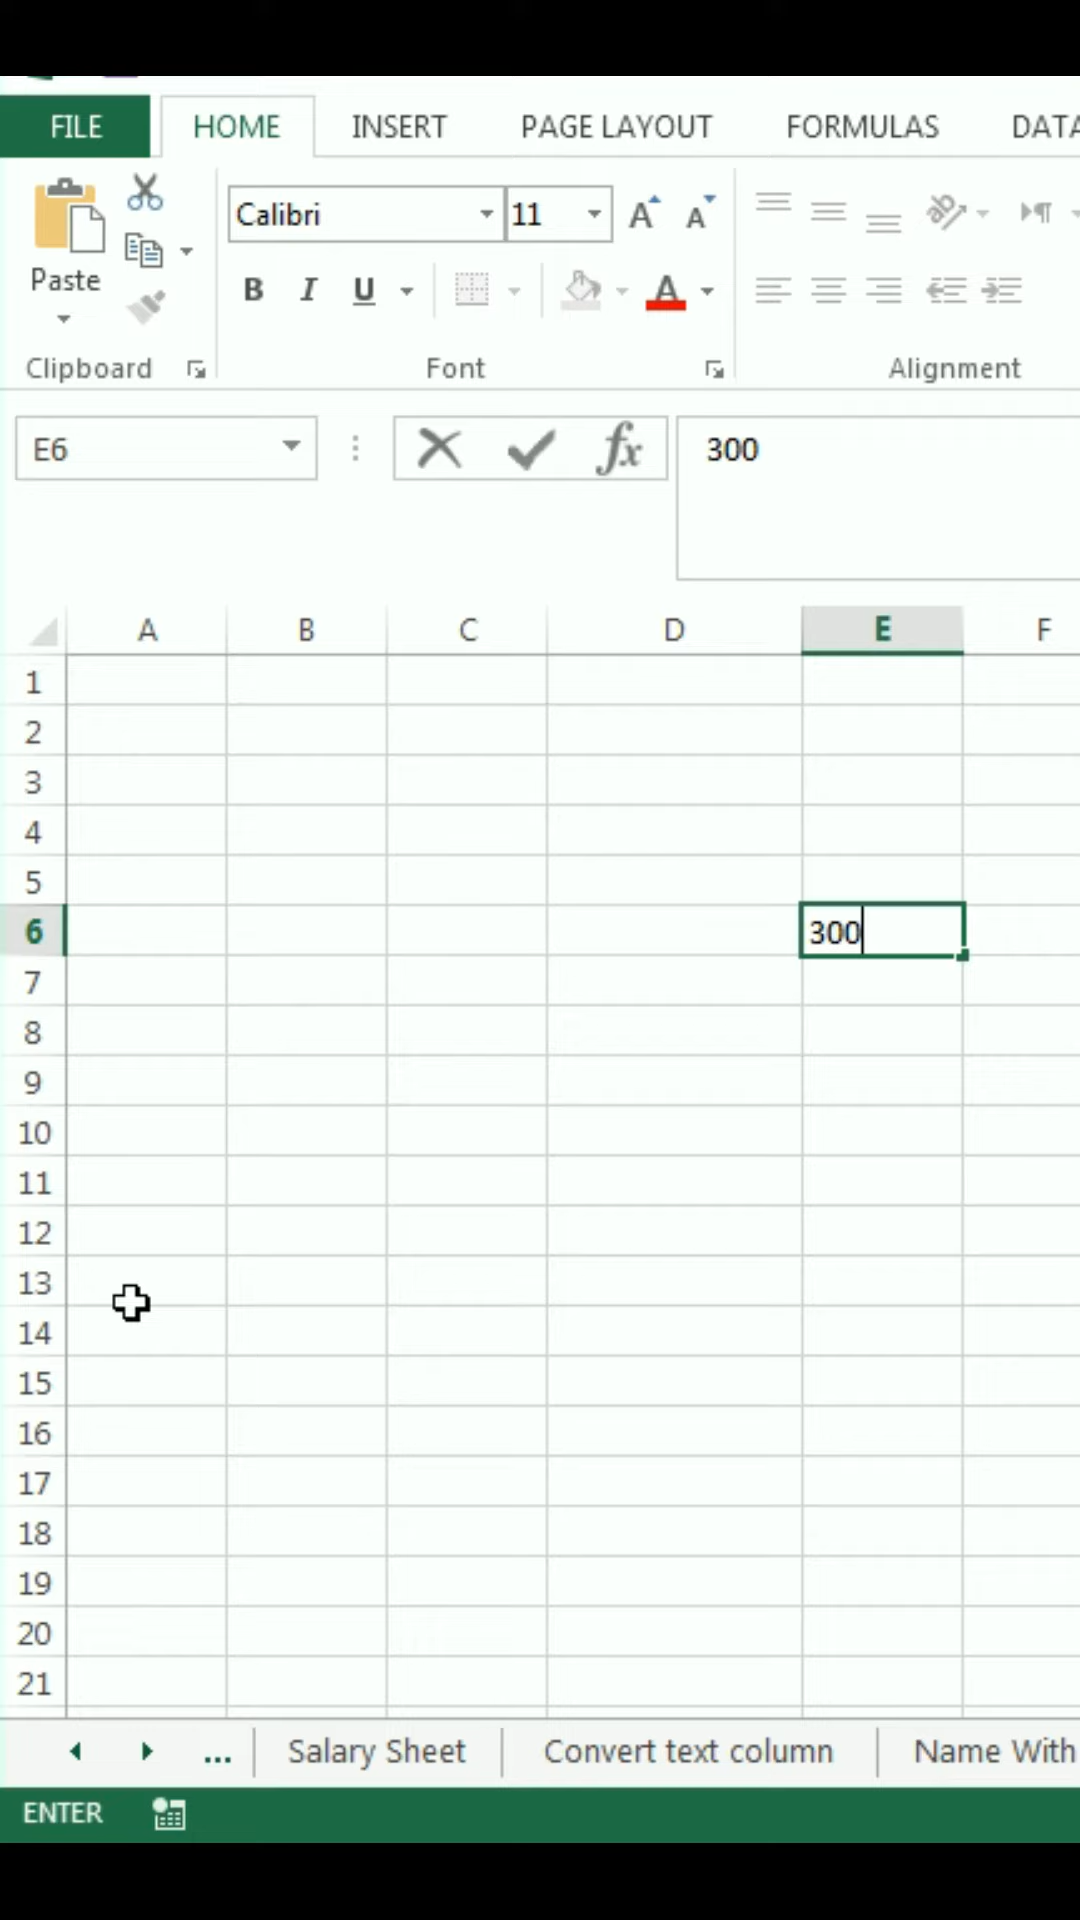 FILE HOME INSERT PAGE LAYOUT FORMULAS DATA
Calibri 11 A A
Paste B I U A
Clipboard Font Alignment
E6 fx 300
A B C D E F
1
2
3
4
5
6 300
7
8
9
10
11
12
13
14
15
16
17
18
19
20
21
... Salary Sheet Convert text column Name With
ENTER